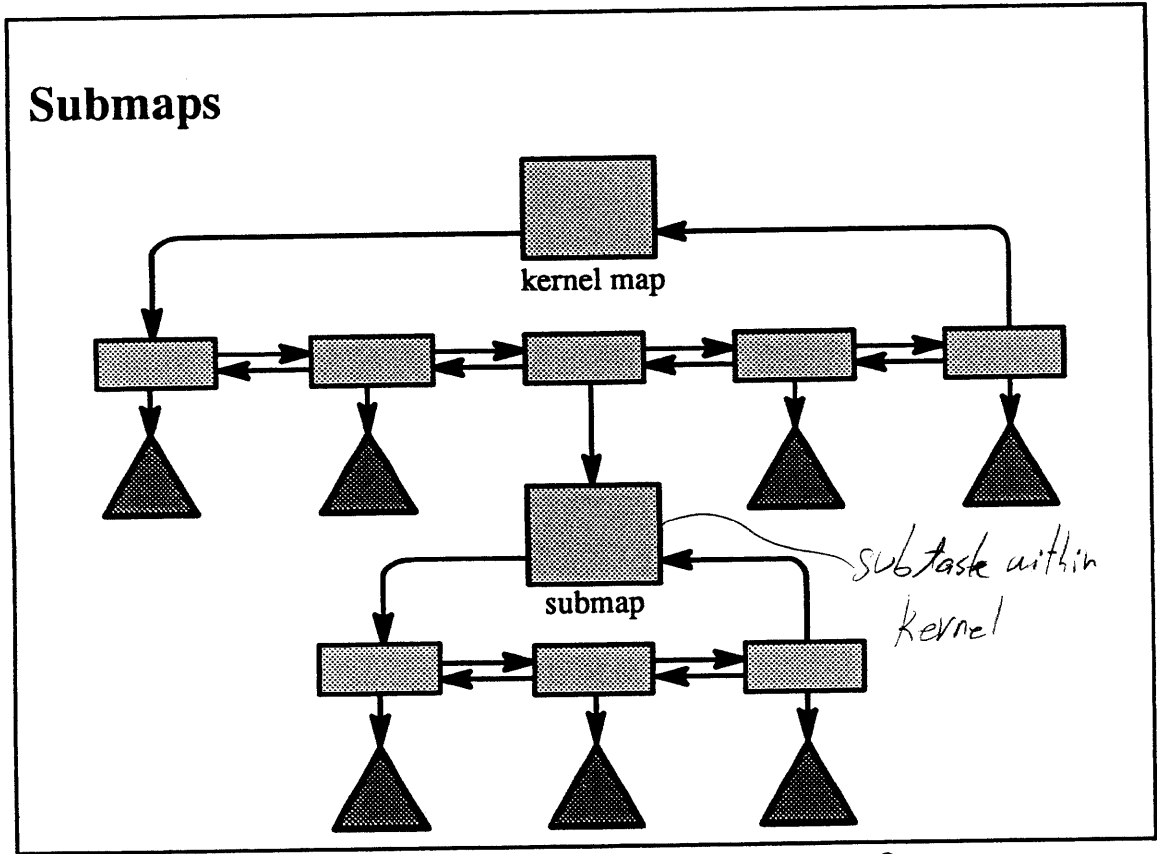 Submaps
kernel map
submap
subtask within
kernel